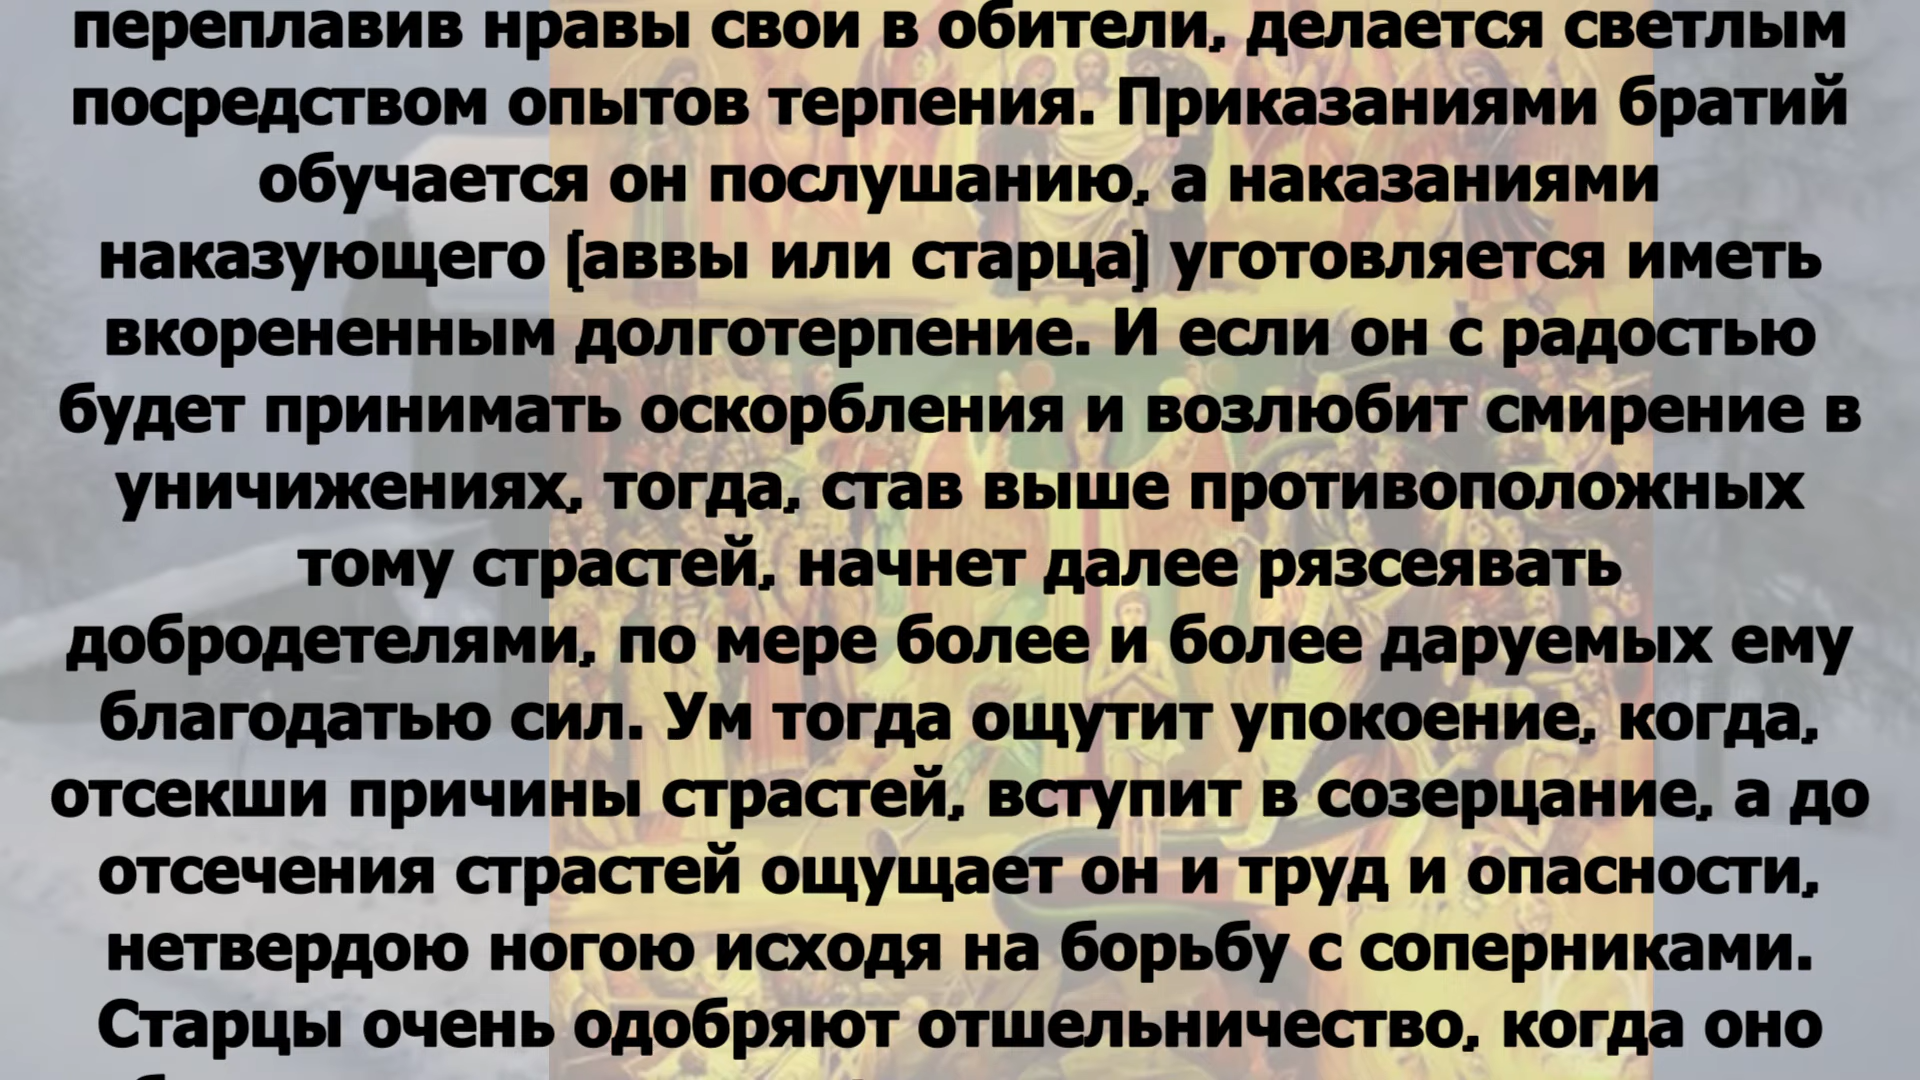 переплавив нравы свои в обители, делается светлым
посредством опытов терпения. Приказаниями братий
обучается он послушанию, а наказаниями
наказующего [аввы или старца] уготовляется иметь
вкорененным долготерпение. И если он с радостью
будет принимать оскорбления и возлюбит смирение в
уничижениях, тогда, став выше противоположных
тому страстей, начнет далее рязсеявать
добродетелями, по мере более и более даруемых ему
благодатью сил. Ум тогда ощутит упокоение, когда,
отсекши причины страстей, вступит в созерцание, а до
отсечения страстей ощущает он и труд и опасности,
нетвердою ногою исходя на борьбу с соперниками.
Старцы очень одобряют отшельничество, когда оно